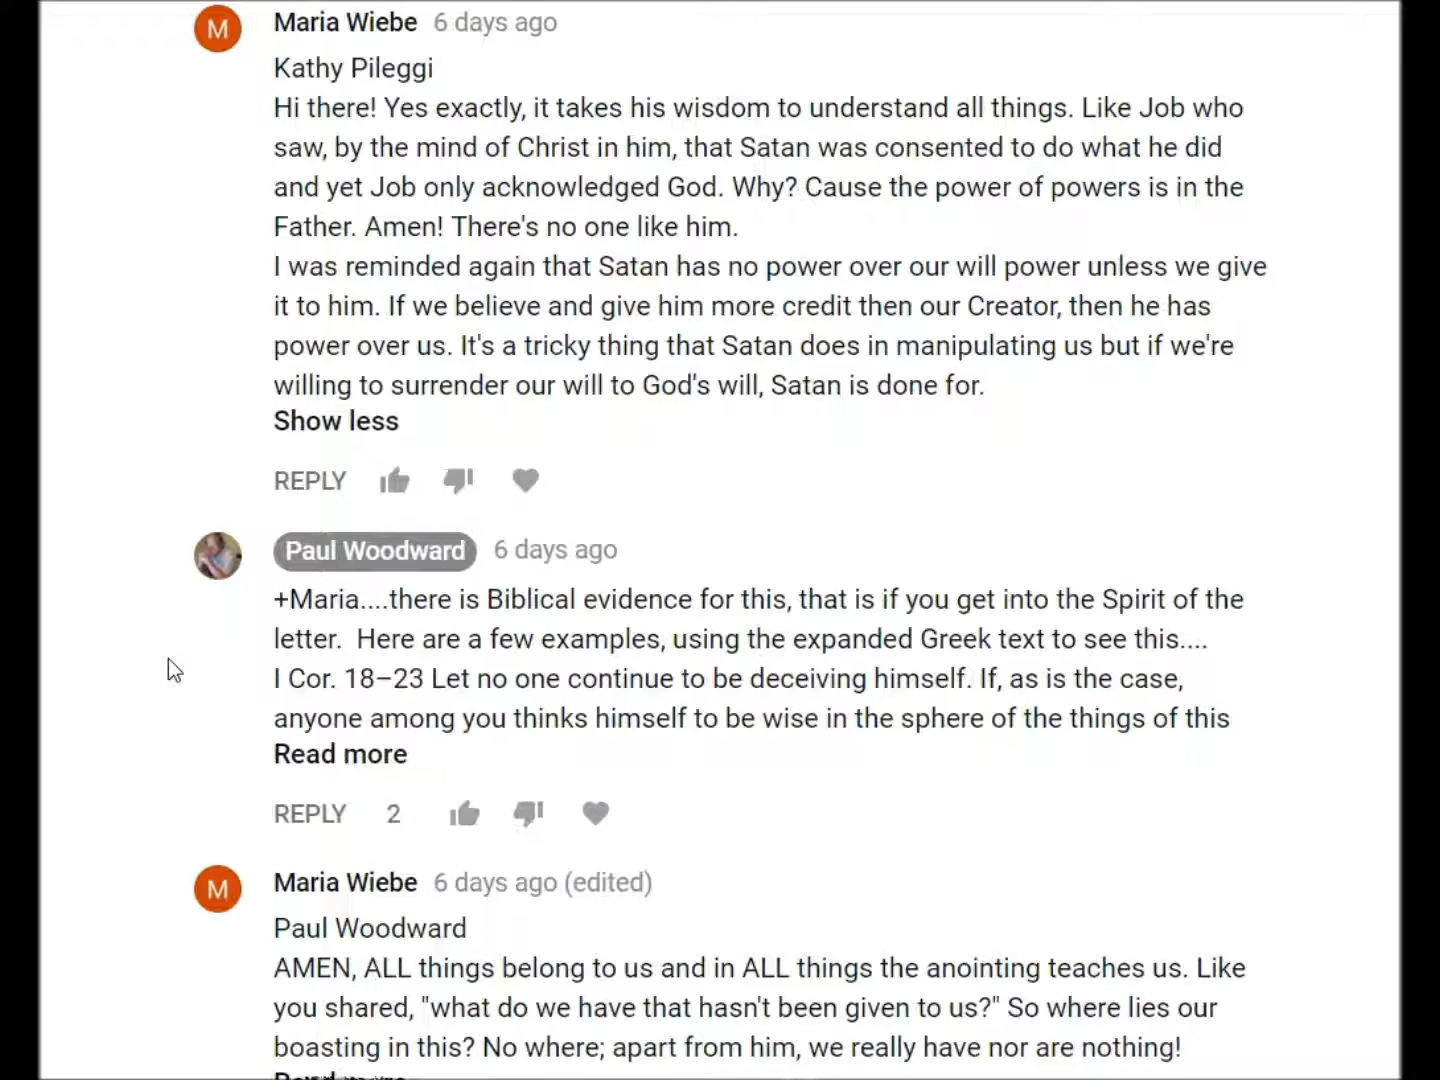 M
Maria Wiebe 6 days ago
Kathy Pileggi
Hi there! Yes exactly, it takes his wisdom to understand all things. Like Job who
saw, by the mind of Christ in him, that Satan was consented to do what he did
and yet Job only acknowledged God. Why? Cause the power of powers is in the
Father. Amen! There's no one like him.
I was reminded again that Satan has no power over our will power unless we give
it to him. If we believe and give him more credit then our Creator, then he has
power over us. It's a tricky thing that Satan does in manipulating us but if we're
willing to surrender our will to God's will, Satan is done for.
Show less
REPLY
Paul Woodward 6 days ago
+Maria....there is Biblical evidence for this, that is if you get into the Spirit of the
letter.  Here are a few examples, using the expanded Greek text to see this....
I Cor. 18–23 Let no one continue to be deceiving himself. If, as is the case,
anyone among you thinks himself to be wise in the sphere of the things of this
Read more
REPLY 2
M
Maria Wiebe 6 days ago (edited)
Paul Woodward
AMEN, ALL things belong to us and in ALL things the anointing teaches us. Like
you shared, "what do we have that hasn't been given to us?" So where lies our
boasting in this? No where; apart from him, we really have nor are nothing!